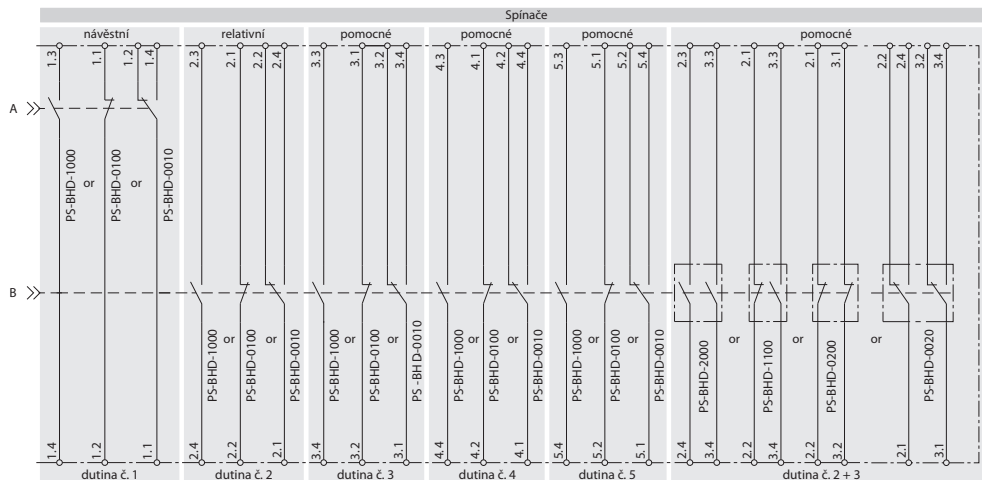 Spínače
návěstní relativní pomocné pomocné pomocné pomocné
1.3 1.1 1.2 1.4 2.3 2.1 2.2 2.4 3.3 3.1 3.2 3.4 4.3 4.1 4.2 4.4 5.3 5.1 5.2 5.4 2.3 3.3 2.1 3.3 2.1 3.1 2.2 2.4 3.2 3.4
A
PS-BHD-1000 or PS-BHD-0100 or PS-BHD-0010
B
PS-BHD-1000 or PS-BHD-0100 or PS-BHD-0010
PS-BHD-1000 or PS-BHD-0100 or PS -BH D-0010
PS-BHD-1000 or PS-BHD-0100 or PS-BHD-0010
PS-BHD-1000 or PS-BHD-0100 or PS-BHD-0010
PS-BHD-2000 or PS-BHD-1100 or PS-BHD-0200 or PS-BHD-0020
1.4 1.2 1.1 2.4 2.2 2.1 3.4 3.2 3.1 4.4 4.2 4.1 5.4 5.2 5.1 2.4 3.4 2.2 3.4 2.2 3.2 2.1 3.1
dutina č. 1 dutina č. 2 dutina č. 3 dutina č. 4 dutina č. 5 dutina č. 2 + 3